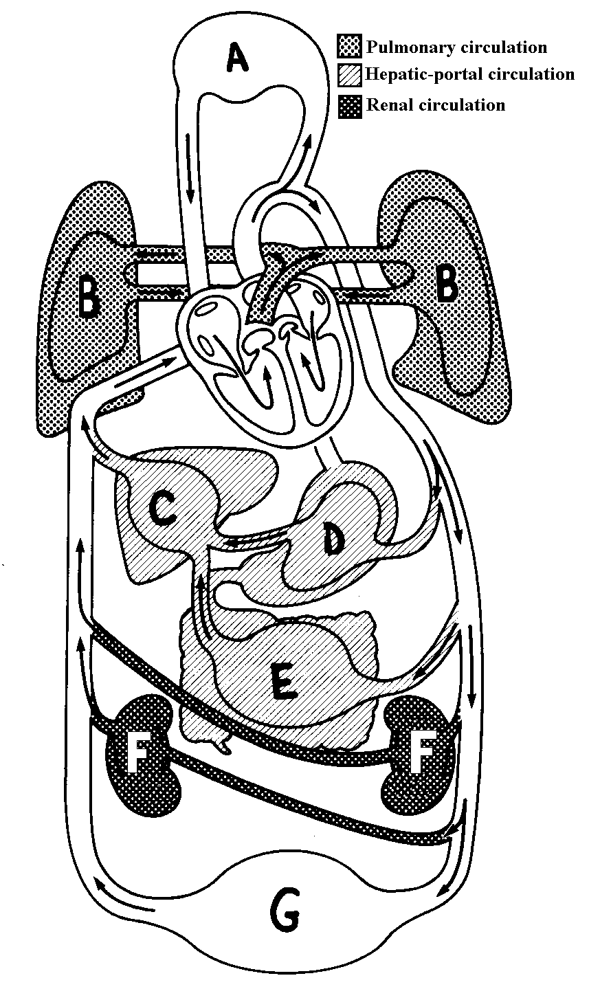 A
Pulmonary circulation
Hepatic-portal circulation
Renal circulation
B
B
C
D
E
F
F
G